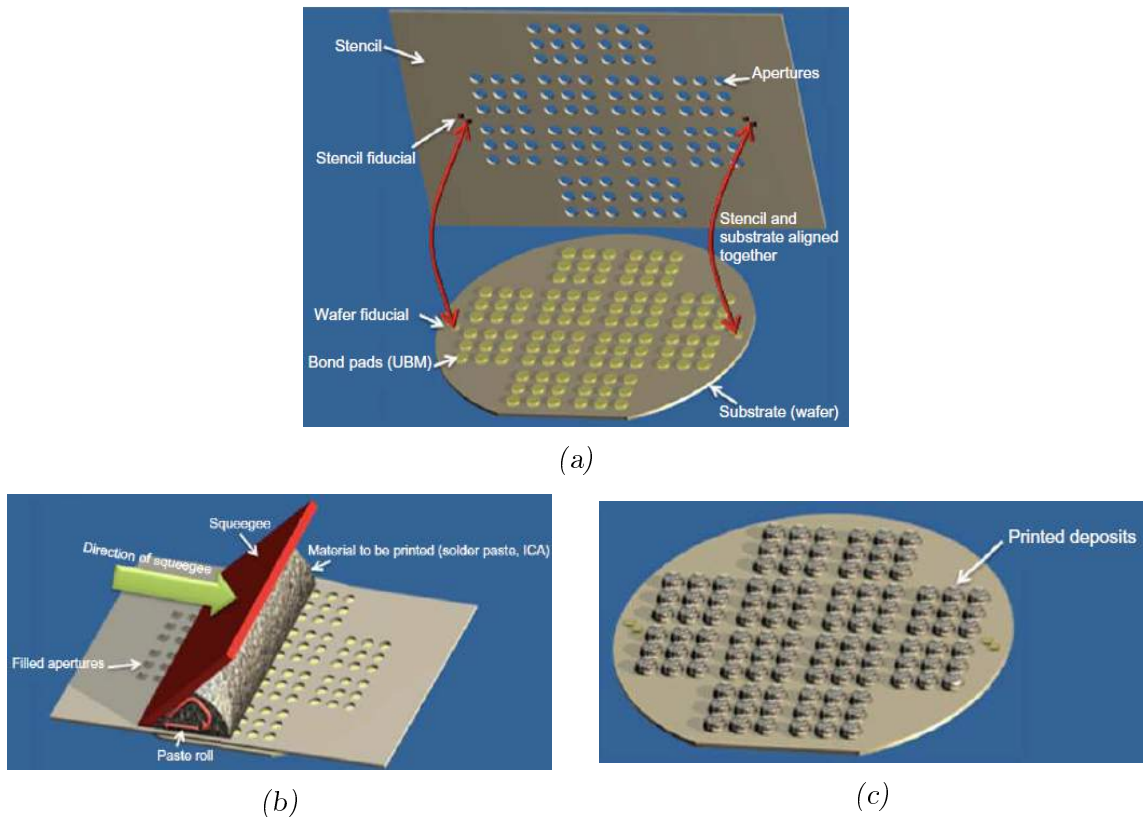 Stencil
Apertures
Stencil fiducial
Stencil and
substrate aligned
together
Wafer fiducial
Bond pads (UBM)
Substrate (wafer)
(a)
Squeegee
Material to be printed (solder paste, ICA)
Direction of squeegee
Filled apertures
Paste roll
(b)
Printed deposits
(c)